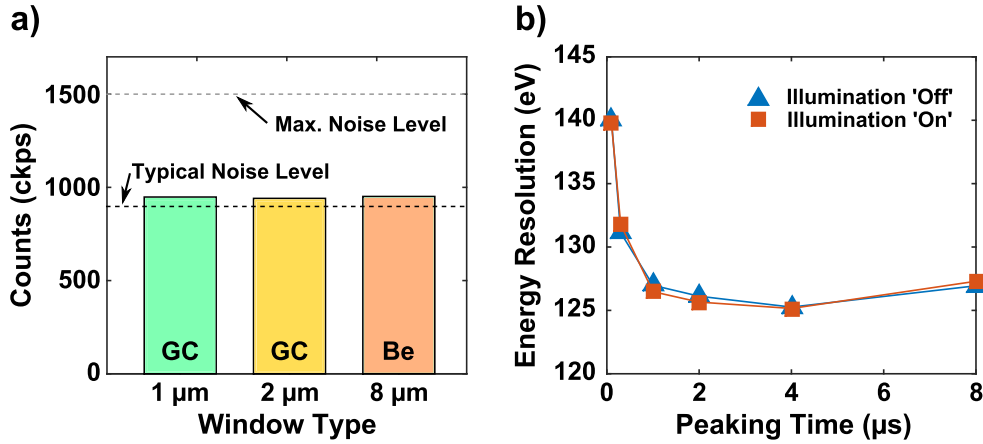 a)
1500
1000
500
0
Counts (ckps)
Max. Noise Level
Typical Noise Level
GC
GC
Be
1 µm
2 µm
8 µm
Window Type
b)
145
140
135
130
125
120
Energy Resolution (eV)
Illumination 'Off'
Illumination 'On'
0
2
4
6
8
Peaking Time (µs)